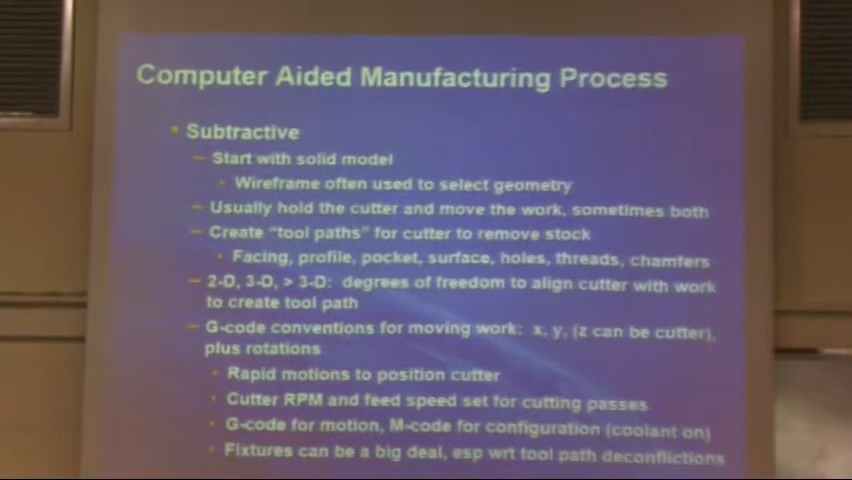 Computer Aided Manufacturing Process
• Subtractive
– Start with solid model
• Wireframe often used to select geometry
– Usually hold the cutter and move the work, sometimes both
– Create “tool paths” for cutter to remove stock
• Facing, profile, pocket, surface, holes, threads, chamfers
– 2-D, 3-D, > 3-D: degrees of freedom to align cutter with work
to create tool path
– G-code conventions for moving work: x, y, (z can be cutter),
plus rotations
• Rapid motions to position cutter
• Cutter RPM and feed speed set for cutting passes
• G-code for motion, M-code for configuration (coolant on)
• Fixtures can be a big deal, esp wrt tool path deconflictions